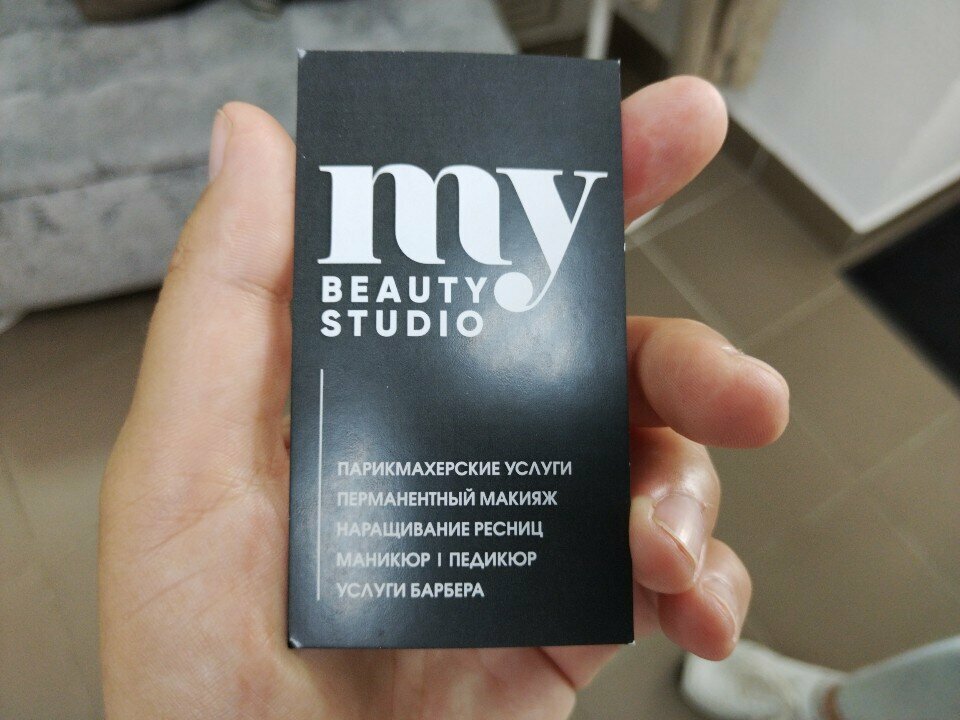 my
BEAUTY
STUDIO
ПАРИКМАХЕРСКИЕ УСЛУГИ
ПЕРМАНЕНТНЫЙ МАКИЯЖ
НАРАЩИВАНИЕ РЕСНИЦ
МАНИКЮР | ПЕДИКЮР
УСЛУГИ БАРБЕРА